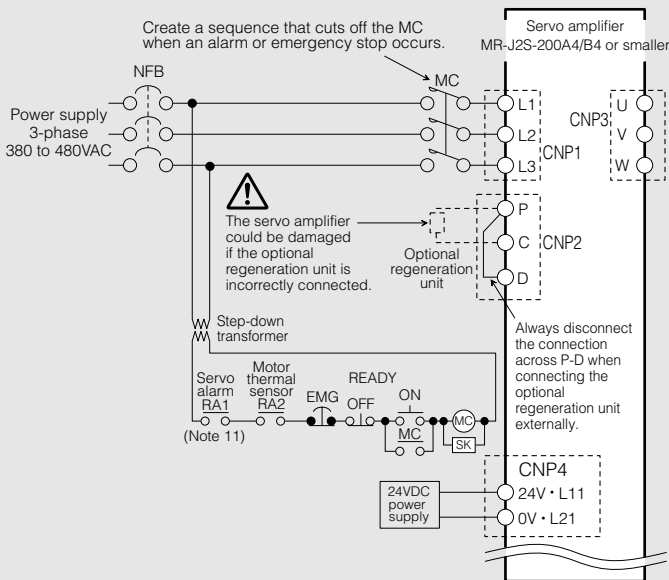 Create a sequence that cuts off the MC
when an alarm or emergency stop occurs.
Servo amplifier
MR-J2S-200A4/B4 or smaller
NFB
MC
Power supply
3-phase
380 to 480VAC
L1
L2
L3
CNP1
CNP3
U
V
W
The servo amplifier
could be damaged
if the optional
regeneration unit is
incorrectly connected.
Optional
regeneration
unit
P
C
D
CNP2
Always disconnect
the connection
across P-D when
connecting the
optional
regeneration unit
externally.
Step-down
transformer
Servo
alarm
RA1
(Note 11)
Motor
thermal
sensor
RA2
EMG
READY
OFF
ON
MC
MC
SK
CNP4
24VDC
power
supply
24V・L11
0V・L21